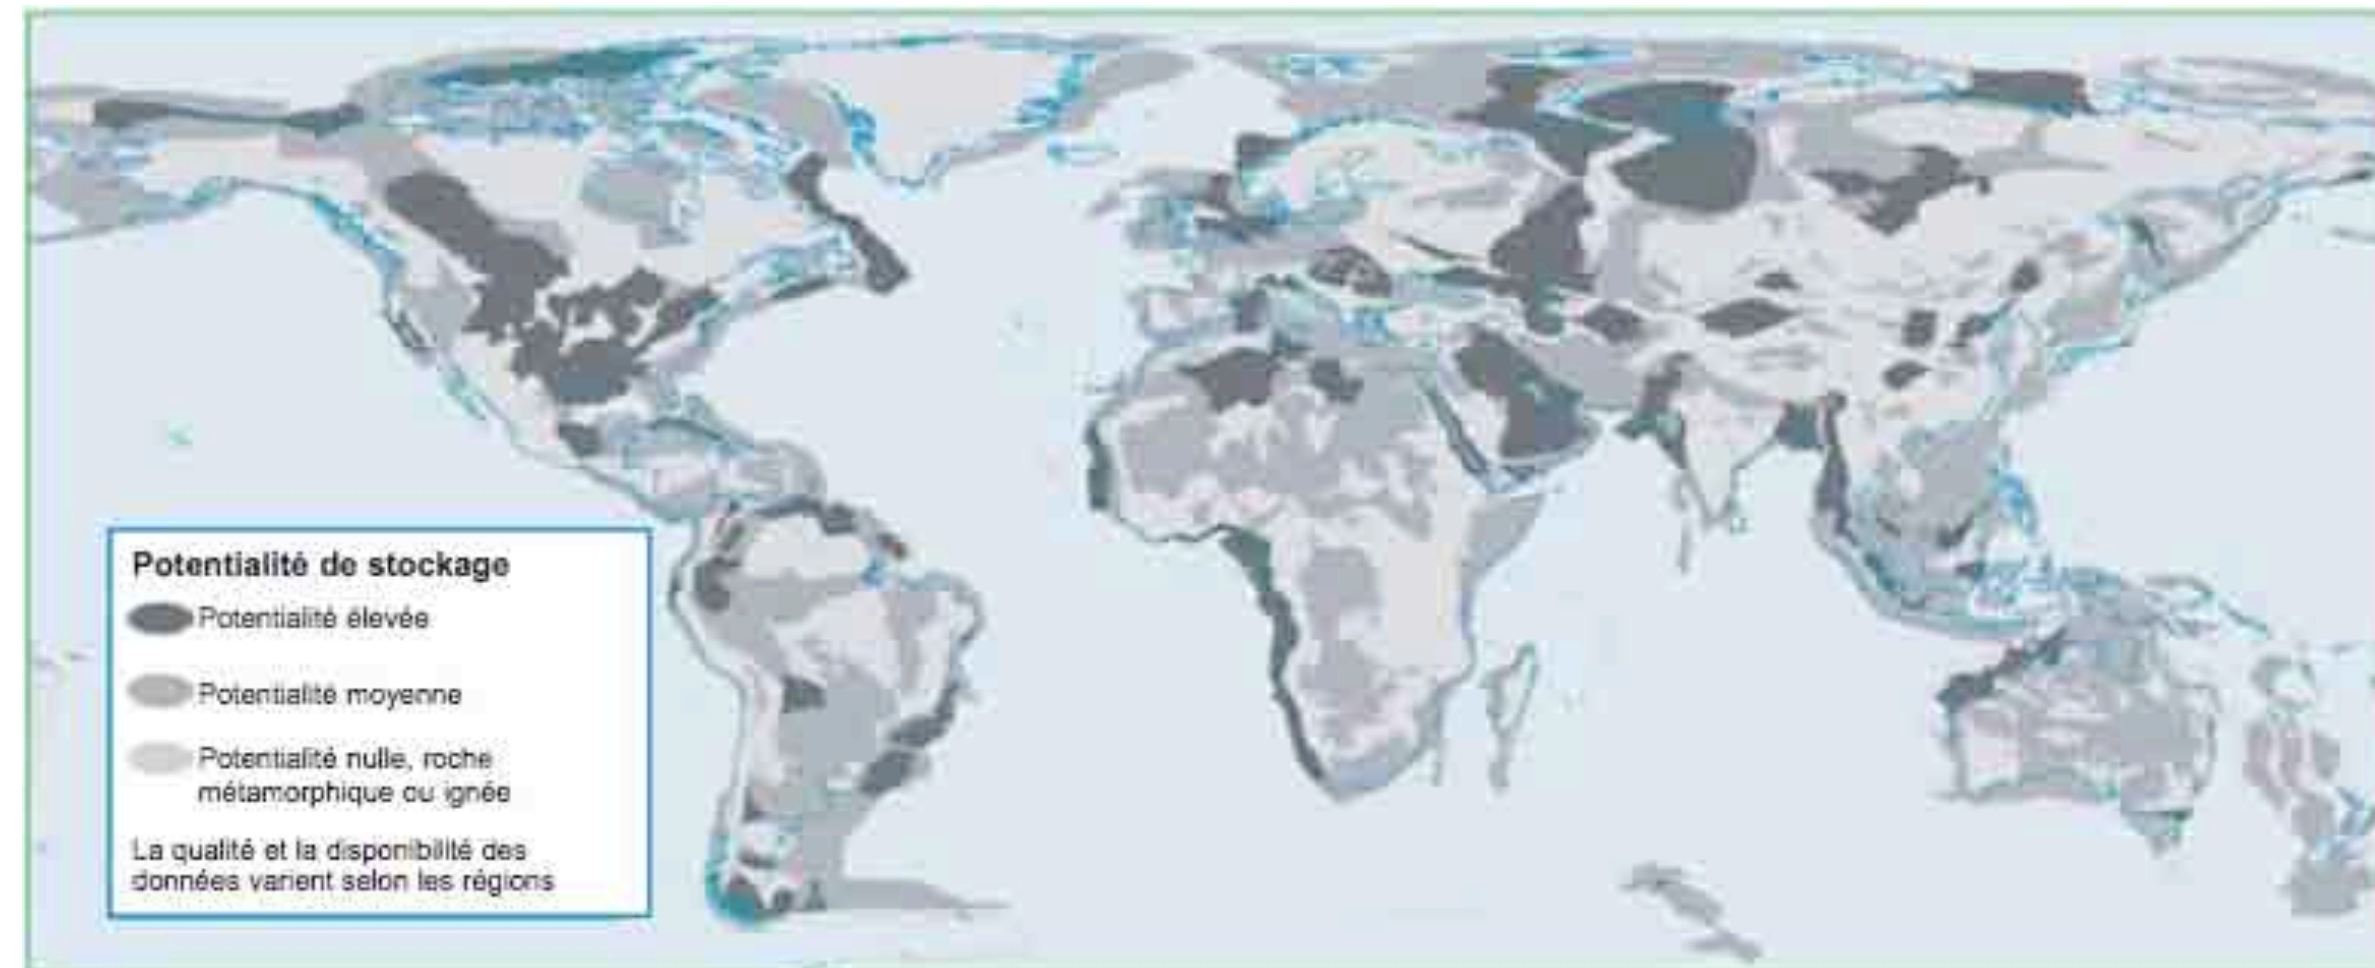 Potentialité de stockage
Potentialité élevée
Potentialité moyenne
Potentialité nulle, roche
métamorphique ou ignée
La qualité et la disponibilité des
données varient selon les régions